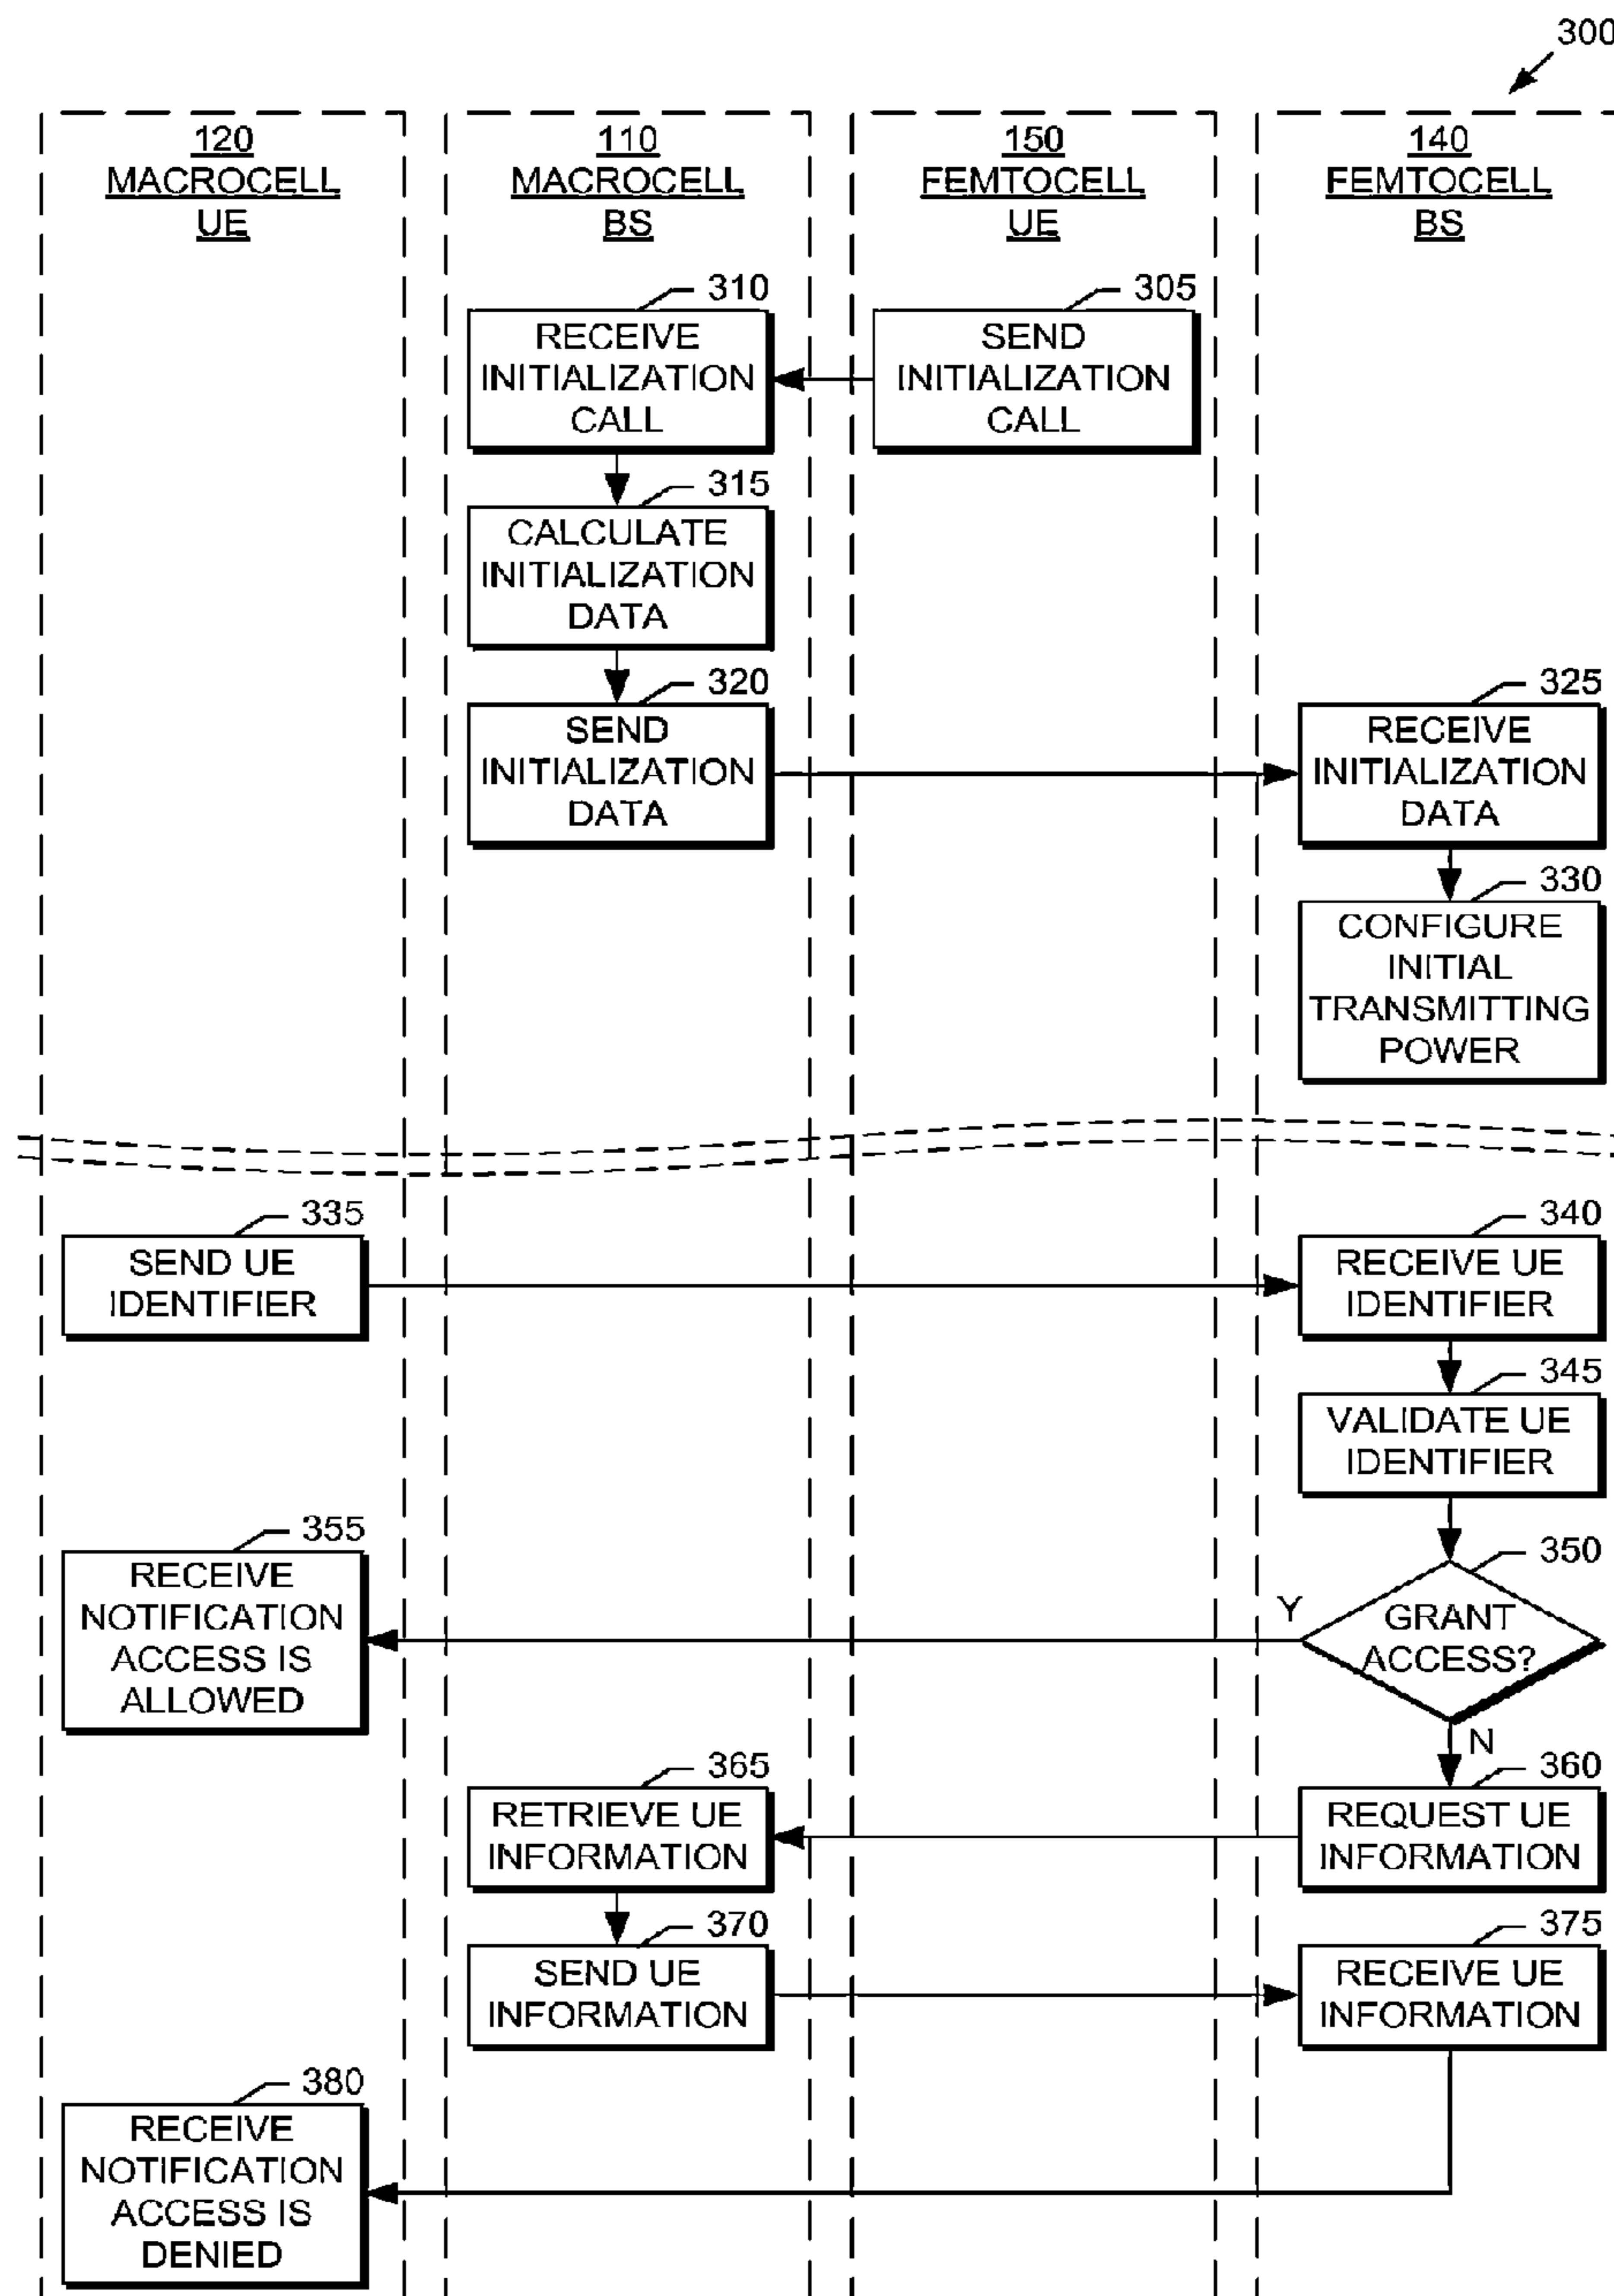 300
120
MACROCELL
UE
110
MACROCELL
BS
150
FEMTOCELL
UE
140
FEMTOCELL
BS
310
RECEIVE
INITIALIZATION
CALL
305
SEND
INITIALIZATION
CALL
315
CALCULATE
INITIALIZATION
DATA
320
SEND
INITIALIZATION
DATA
325
RECEIVE
INITIALIZATION
DATA
330
CONFIGURE
INITIAL
TRANSMITTING
POWER
335
SEND UE
IDENTIFIER
340
RECEIVE UE
IDENTIFIER
345
VALIDATE UE
IDENTIFIER
350
GRANT
ACCESS?
Y
N
355
RECEIVE
NOTIFICATION
ACCESS IS
ALLOWED
360
REQUEST UE
INFORMATION
365
RETRIEVE UE
INFORMATION
370
SEND UE
INFORMATION
375
RECEIVE UE
INFORMATION
380
RECEIVE
NOTIFICATION
ACCESS IS
DENIED